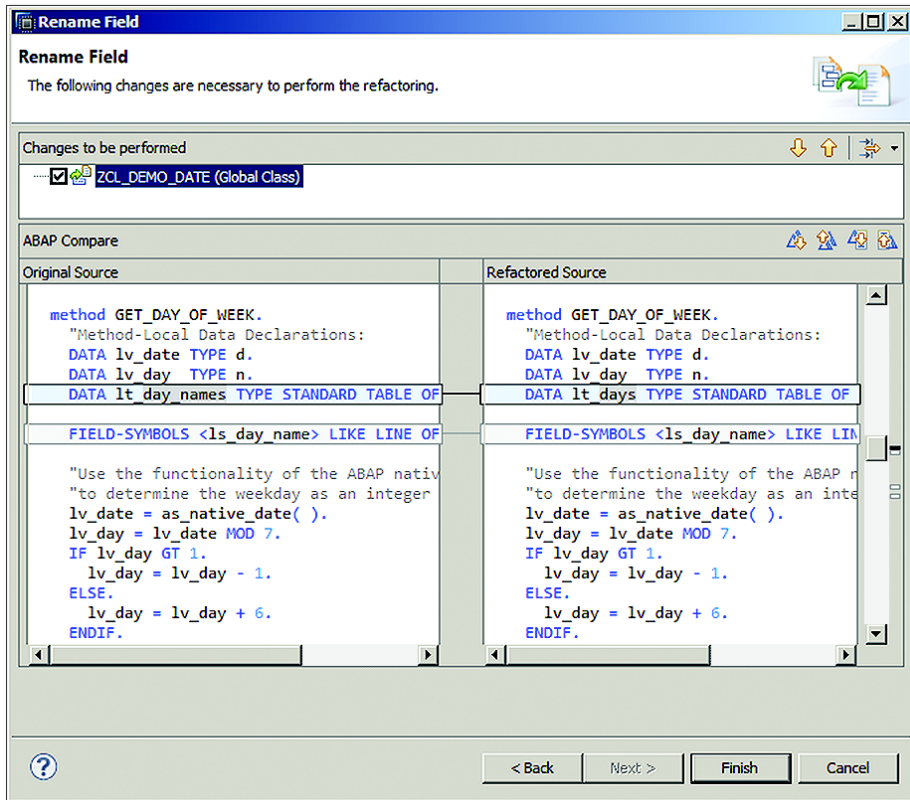 Rename Field
Rename Field
The following changes are necessary to perform the refactoring.
Changes to be performed
ZCL_DEMO_DATE (Global Class)
ABAP Compare
Original Source
method GET_DAY_OF_WEEK.
"Method-Local Data Declarations:
DATA lv_date TYPE d.
DATA lv_day  TYPE n.
DATA lt_day_names TYPE STANDARD TABLE OF
FIELD-SYMBOLS <ls_day_name> LIKE LINE OF
"Use the functionality of the ABAP nativ
"to determine the weekday as an integer
lv_date = as_native_date( ).
lv_day = lv_date MOD 7.
IF lv_day GT 1.
lv_day = lv_day - 1.
ELSE.
lv_day = lv_day + 6.
ENDIF.
Refactored Source
method GET_DAY_OF_WEEK.
"Method-Local Data Declarations:
DATA lv_date TYPE d.
DATA lv_day  TYPE n.
DATA lt_days TYPE STANDARD TABLE OF
FIELD-SYMBOLS <ls_day_name> LIKE LIN
"Use the functionality of the ABAP n
"to determine the weekday as an inte
lv_date = as_native_date( ).
lv_day = lv_date MOD 7.
IF lv_day GT 1.
lv_day = lv_day - 1.
ELSE.
lv_day = lv_day + 6.
ENDIF.
?
< Back
Next >
Finish
Cancel